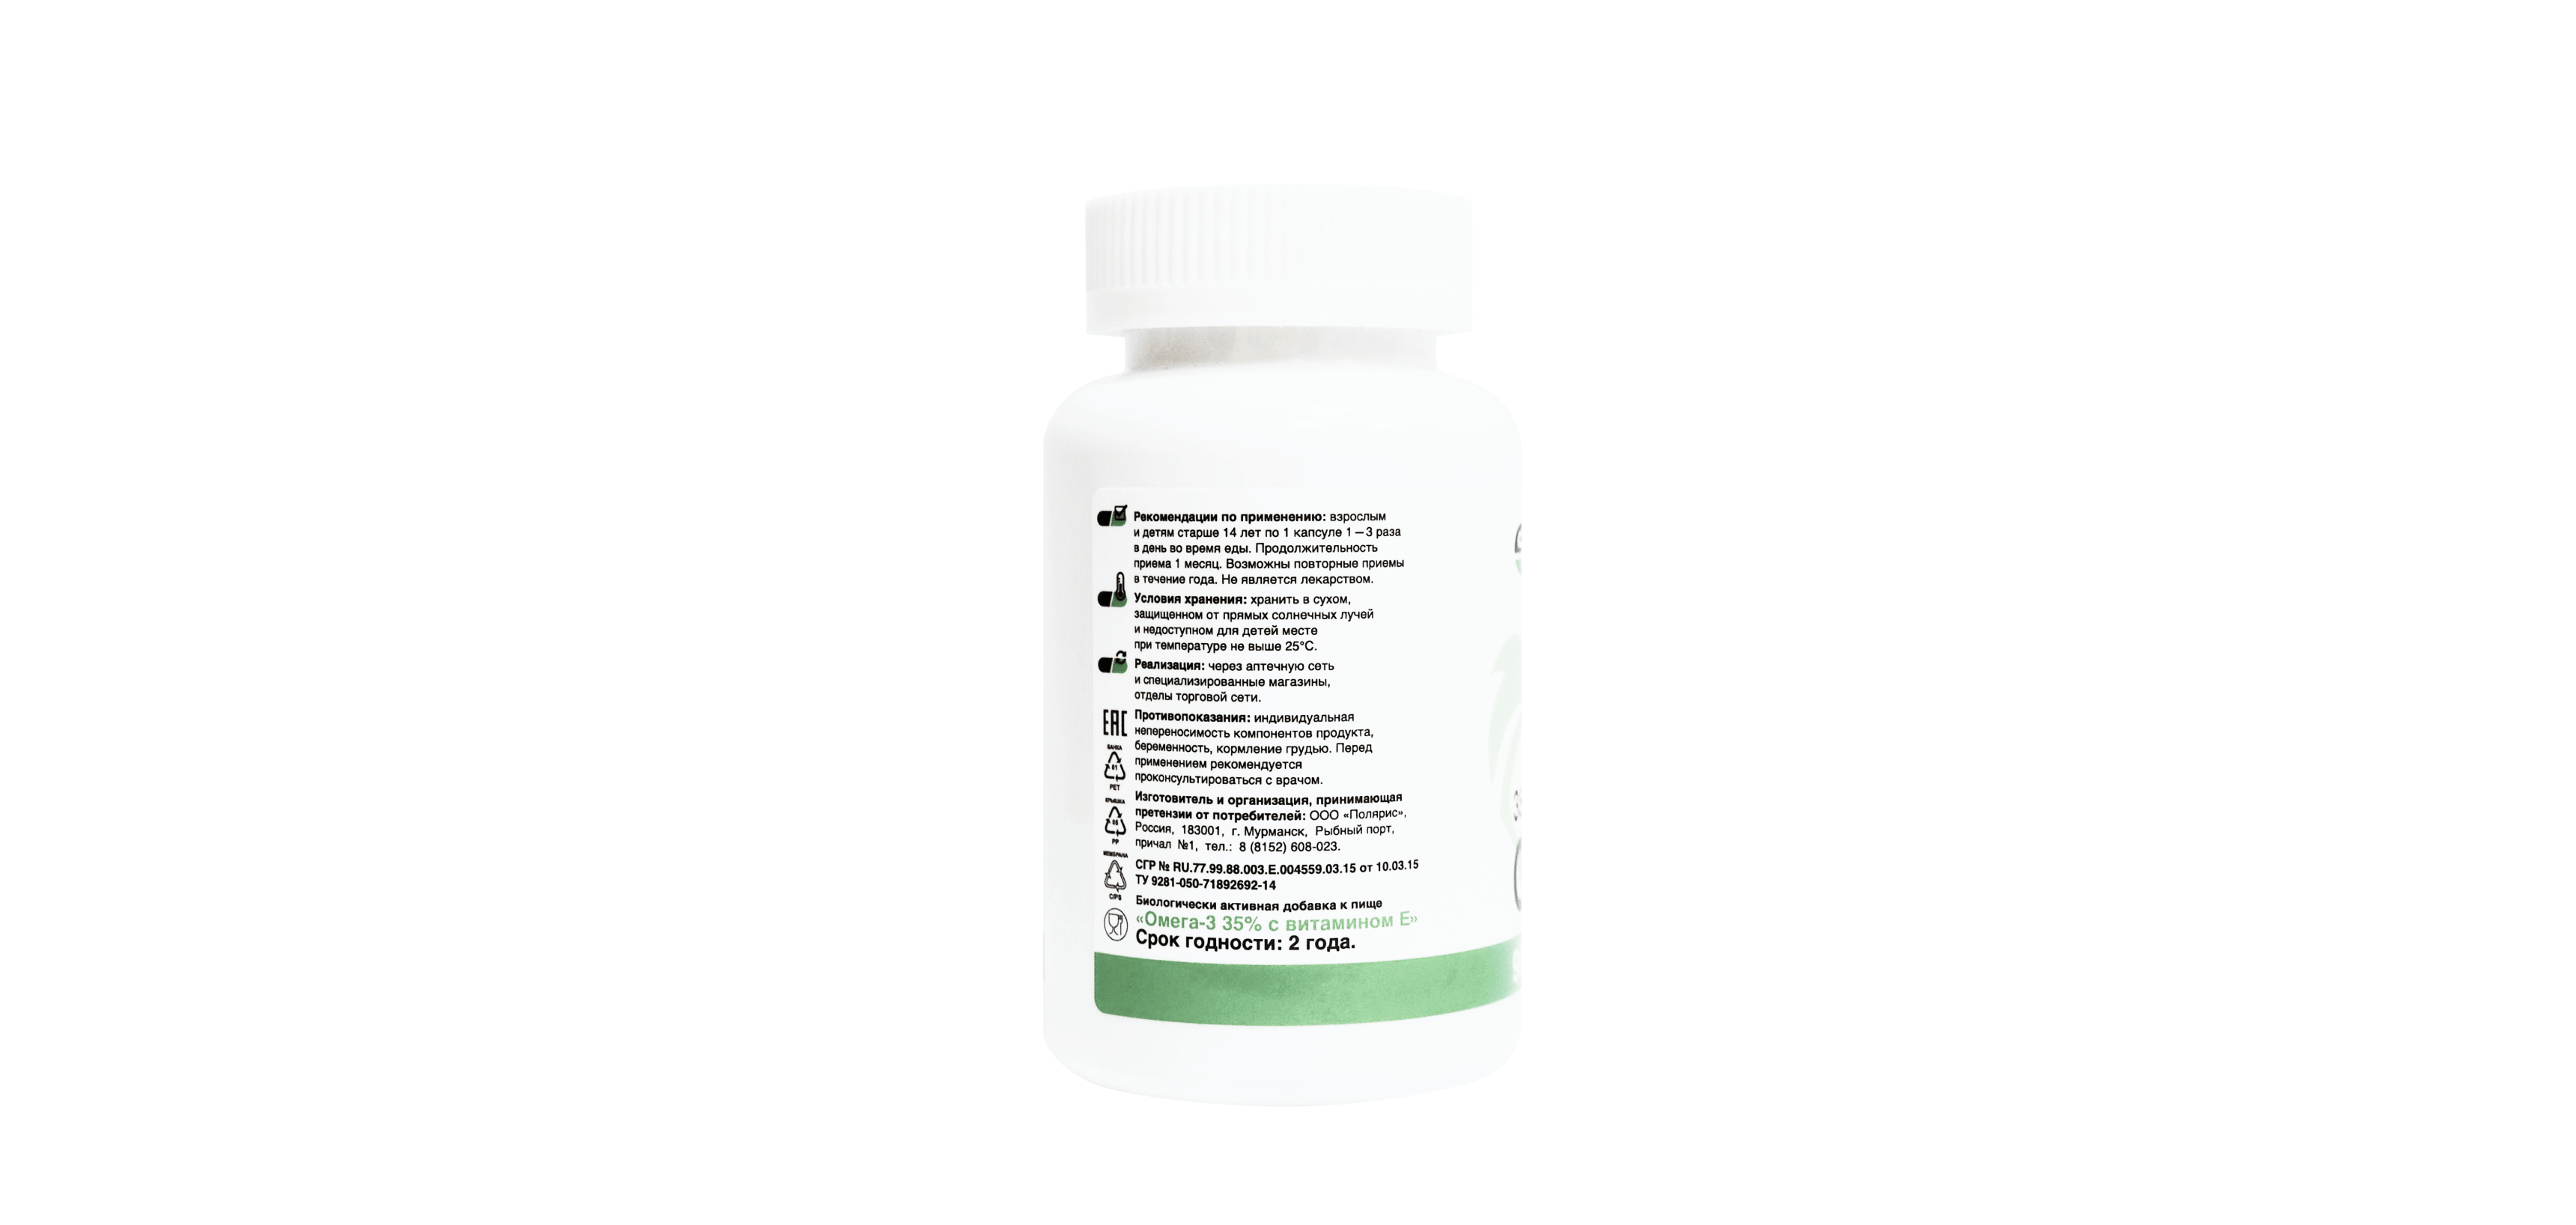 Рекомендации по применению: взрослым
и детям старше 14 лет по 1 капсуле 1 – 3 раза
в день во время еды. Продолжительность
приема 1 месяц. Возможны повторные приемы
в течение года. Не является лекарством.
Условия хранения: хранить в сухом,
защищенном от прямых солнечных лучей
и недоступном для детей месте
при температуре не выше 25°C.
Реализация: через аптечную сеть
и специализированные магазины,
отделы торговой сети.
EAC
Противопоказания: индивидуальная
непереносимость компонентов продукта,
беременность, кормление грудью. Перед
применением рекомендуется
проконсультироваться с врачом.
БАНКА
01
PET
Изготовитель и организация, принимающая
претензии от потребителей: ООО «Полярис»,
Россия, 183001, г. Мурманск, Рыбный порт,
причал №1, тел.: 8 (8152) 608-023.
КРЫШКА
PP
МЕМБРАНА
C/PS
СГР № RU.77.99.88.003.E.004559.03.15 от 10.03.15
ТУ 9281-050-71892692-14
Биологически активная добавка к пище
«Омега-3 35% с витамином Е»
Срок годности: 2 года.